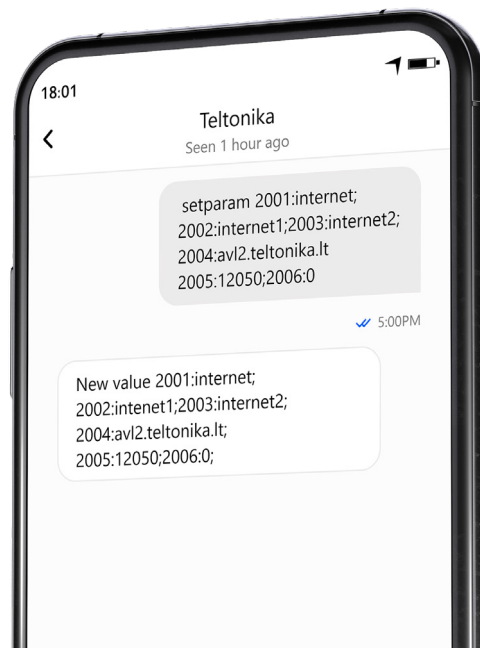 18:01
Teltonika
Seen 1 hour ago
setparam 2001:internet;
2002:internet1;2003:internet2;
2004:avl2.teltonika.lt
2005:12050;2006:0
5:00PM
New value 2001:internet;
2002:intenet1;2003:internet2;
2004:avl2.teltonika.lt;
2005:12050;2006:0;